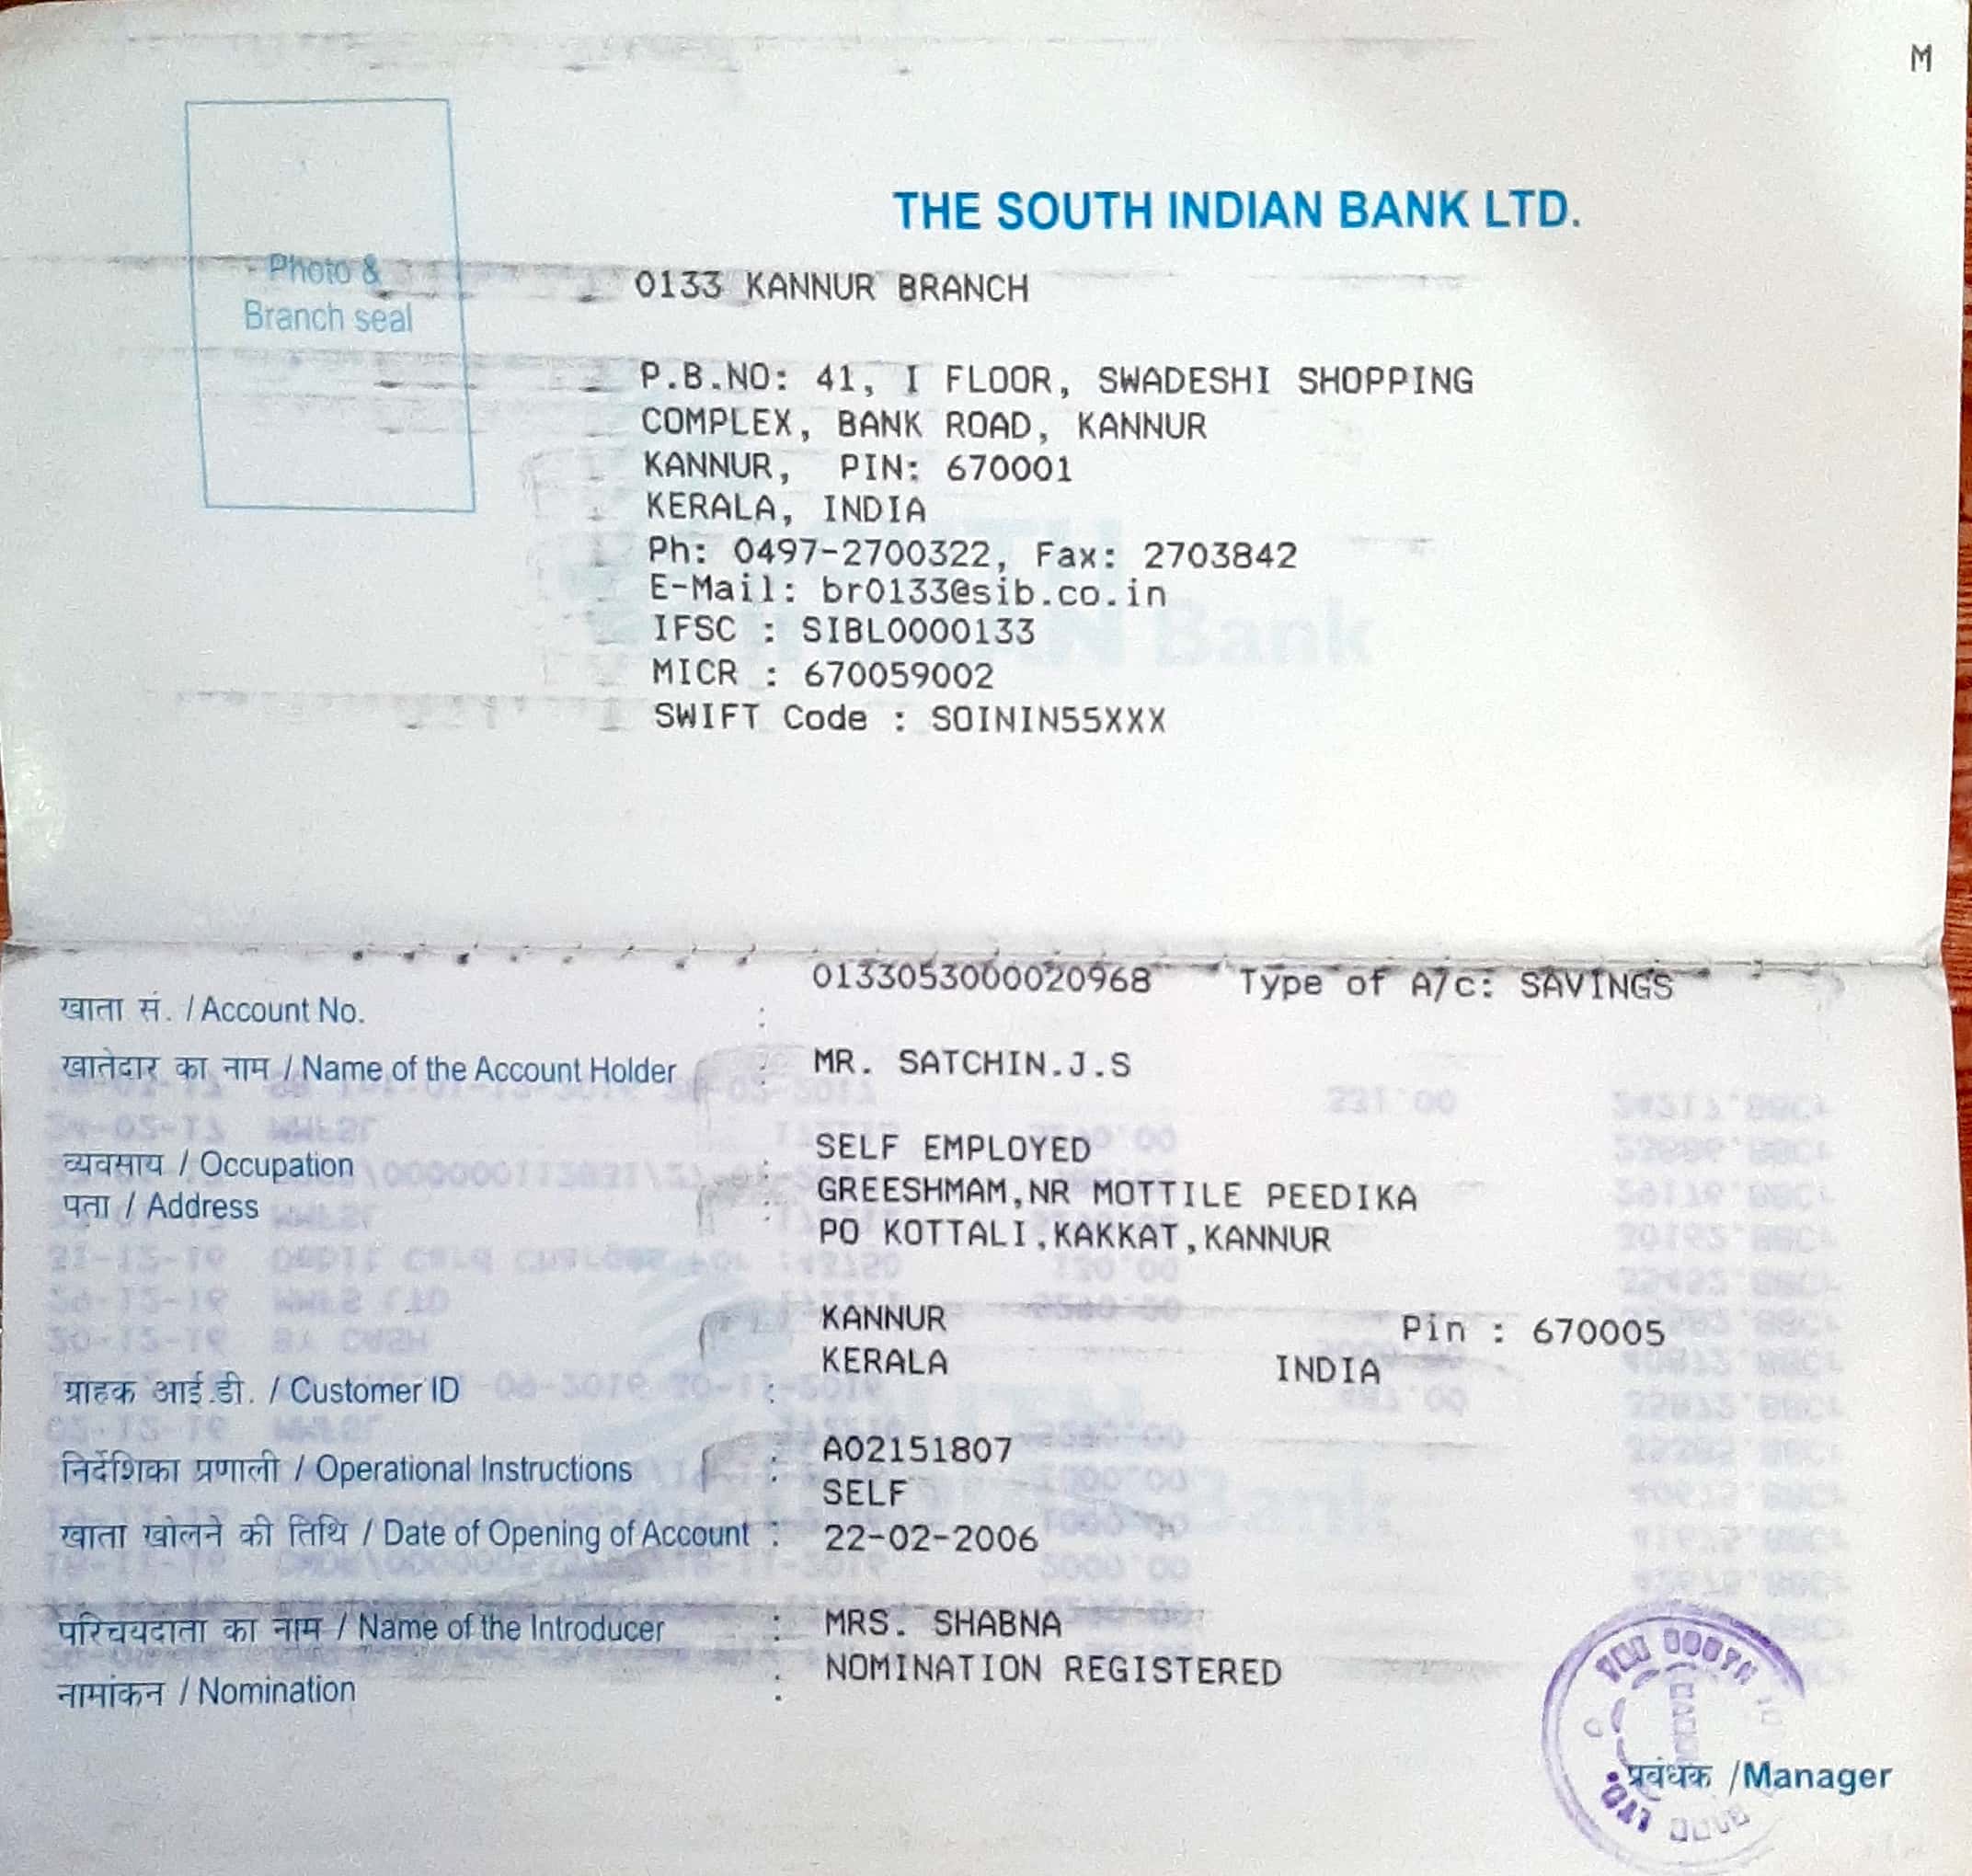 M
THE SOUTH INDIAN BANK LTD.
Photo &
Branch seal
0133 KANNUR BRANCH
P.B.NO: 41, I FLOOR, SWADESHI SHOPPING
COMPLEX, BANK ROAD, KANNUR
KANNUR, PIN: 670001
KERALA, INDIA
Ph: 0497-2700322, Fax: 2703842
E-Mail: br0133@sib.co.in
IFSC : SIBL0000133
MICR : 670059002
SWIFT Code : SOININ55XXX
खाता सं. / Account No. : 0133053000020968 Type of A/c: SAVINGS
खातेदार का नाम / Name of the Account Holder : MR. SATCHIN.J.S
व्यवसाय / Occupation : SELF EMPLOYED
पता / Address : GREESHMAM,NR MOTTILE PEEDIKA
PO KOTTALI,KAKKAT,KANNUR
KANNUR Pin : 670005
KERALA INDIA
ग्राहक आई.डी. / Customer ID : A02151807
निर्देशिका प्रणाली / Operational Instructions : SELF
खाता खोलने की तिथि / Date of Opening of Account : 22-02-2006
परिचयदाता का नाम / Name of the Introducer : MRS. SHABNA
नामांकन / Nomination : NOMINATION REGISTERED
प्रबंधक /Manager